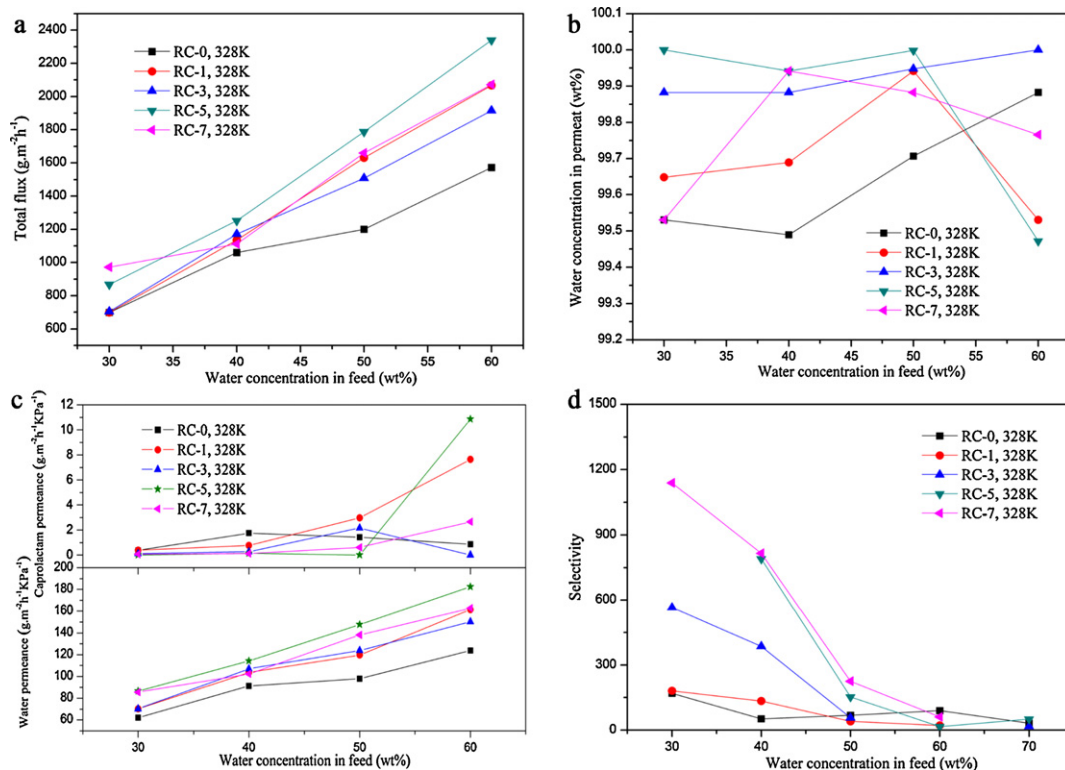 a
2400
2200
2000
1800
1600
1400
1200
1000
800
600
Total flux (g.m-2h-1)
RC-0, 328K
RC-1, 328K
RC-3, 328K
RC-5, 328K
RC-7, 328K
30 35 40 45 50 55 60
Water concentration in feed (wt%)
b
100.1
100.0
99.9
99.8
99.7
99.6
99.5
99.4
99.3
99.2
Water concentration in permeat (wt%)
RC-0, 328K
RC-1, 328K
RC-3, 328K
RC-5, 328K
RC-7, 328K
30 35 40 45 50 55 60
Water concentration in feed (wt%)
c
12
10
8
6
4
2
0
Caprolactam permeance (g.m-2h-1KPa-1)
RC-0, 328K
RC-1, 328K
RC-3, 328K
RC-5, 328K
RC-7, 328K
200
180
160
140
120
100
80
60
Water permeance (g.m-2h-1KPa-1)
30 40 50 60
Water concentration in feed (wt%)
d
1500
1200
900
600
300
0
Selectivity
RC-0, 328K
RC-1, 328K
RC-3, 328K
RC-5, 328K
RC-7, 328K
30 40 50 60 70
Water concentration in feed (wt%)